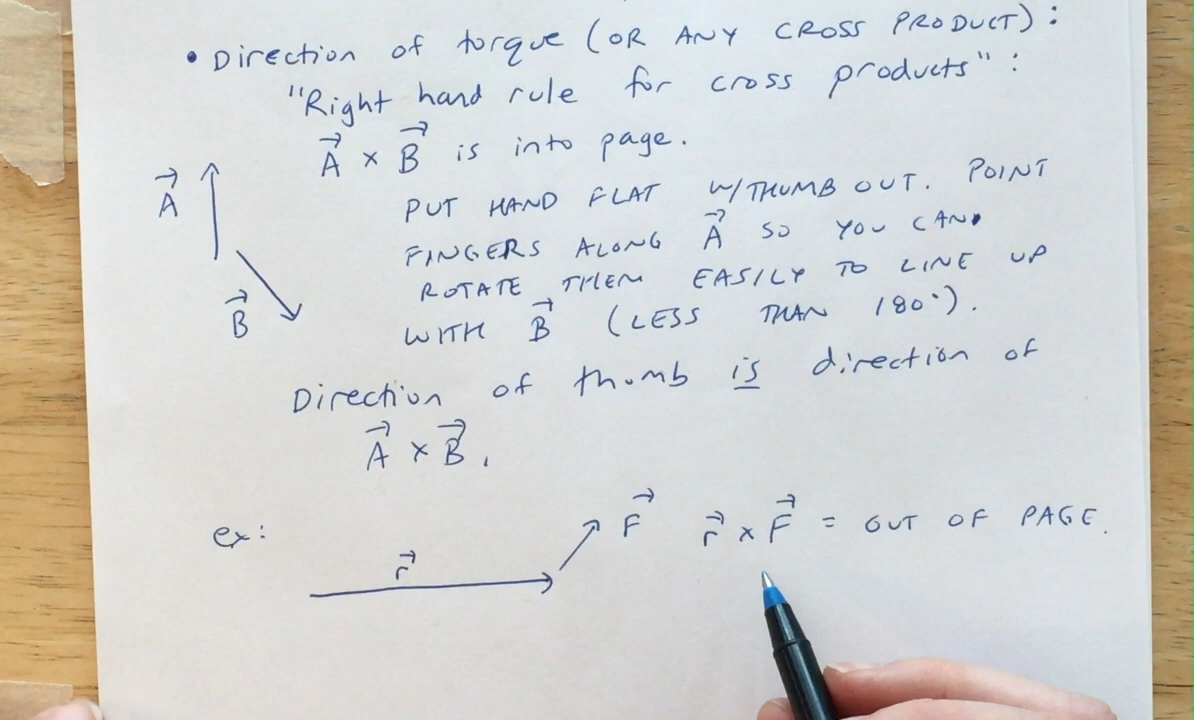 • Direction of torque (OR ANY CROSS PRODUCT):
"Right hand rule for cross products":
A⃗ × B⃗ is into page.
A⃗
PUT HAND FLAT W/THUMB OUT. POINT
FINGERS ALONG A⃗ SO YOU CAN
ROTATE THEM EASILY TO LINE UP
B⃗
WITH B⃗ (LESS THAN 180°).
Direction of thumb is direction of
A⃗ × B⃗.
ex:
r⃗
F⃗
r⃗ × F⃗ = OUT OF PAGE.